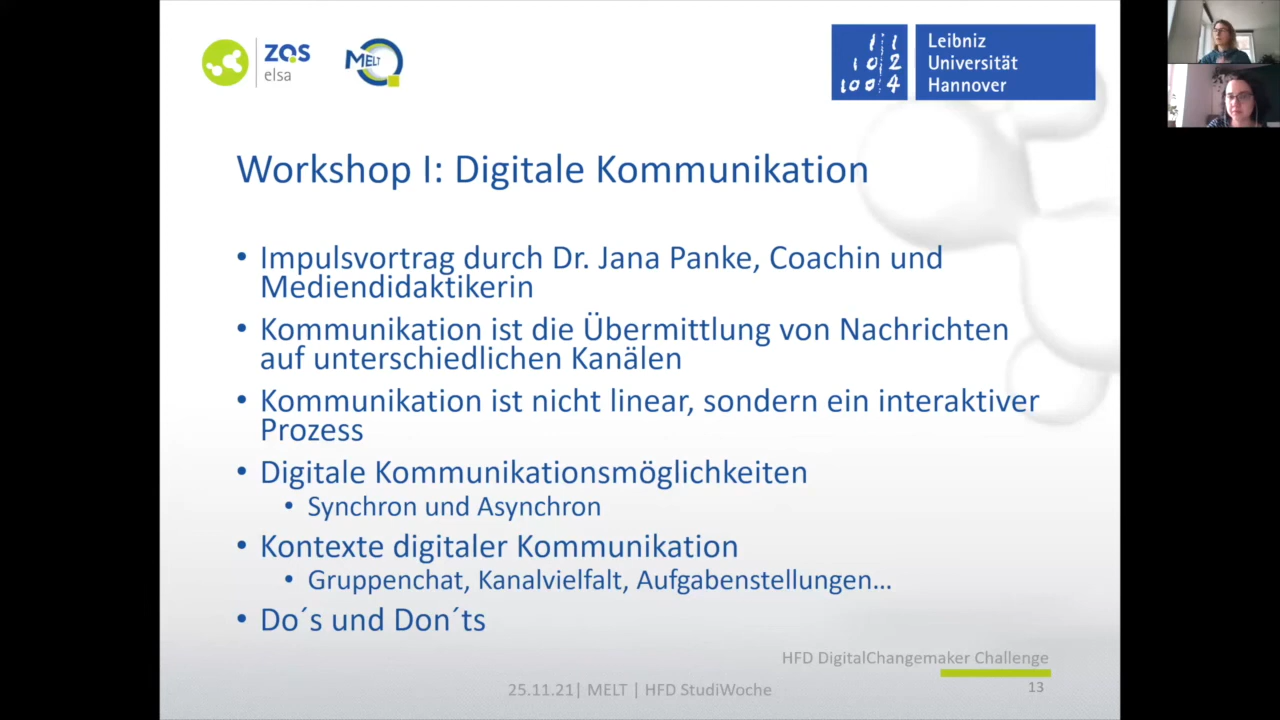 ZQS
elsa
MELT
Leibniz
Universität
Hannover
Workshop I: Digitale Kommunikation
• Impulsvortrag durch Dr. Jana Panke, Coachin und
Mediendidaktikerin
• Kommunikation ist die Übermittlung von Nachrichten
auf unterschiedlichen Kanälen
• Kommunikation ist nicht linear, sondern ein interaktiver
Prozess
• Digitale Kommunikationsmöglichkeiten
• Synchron und Asynchron
• Kontexte digitaler Kommunikation
• Gruppenchat, Kanalvielfalt, Aufgabenstellungen…
• Do´s und Don´ts
HFD DigitalChangemaker Challenge
25.11.21| MELT | HFD StudiWoche
13